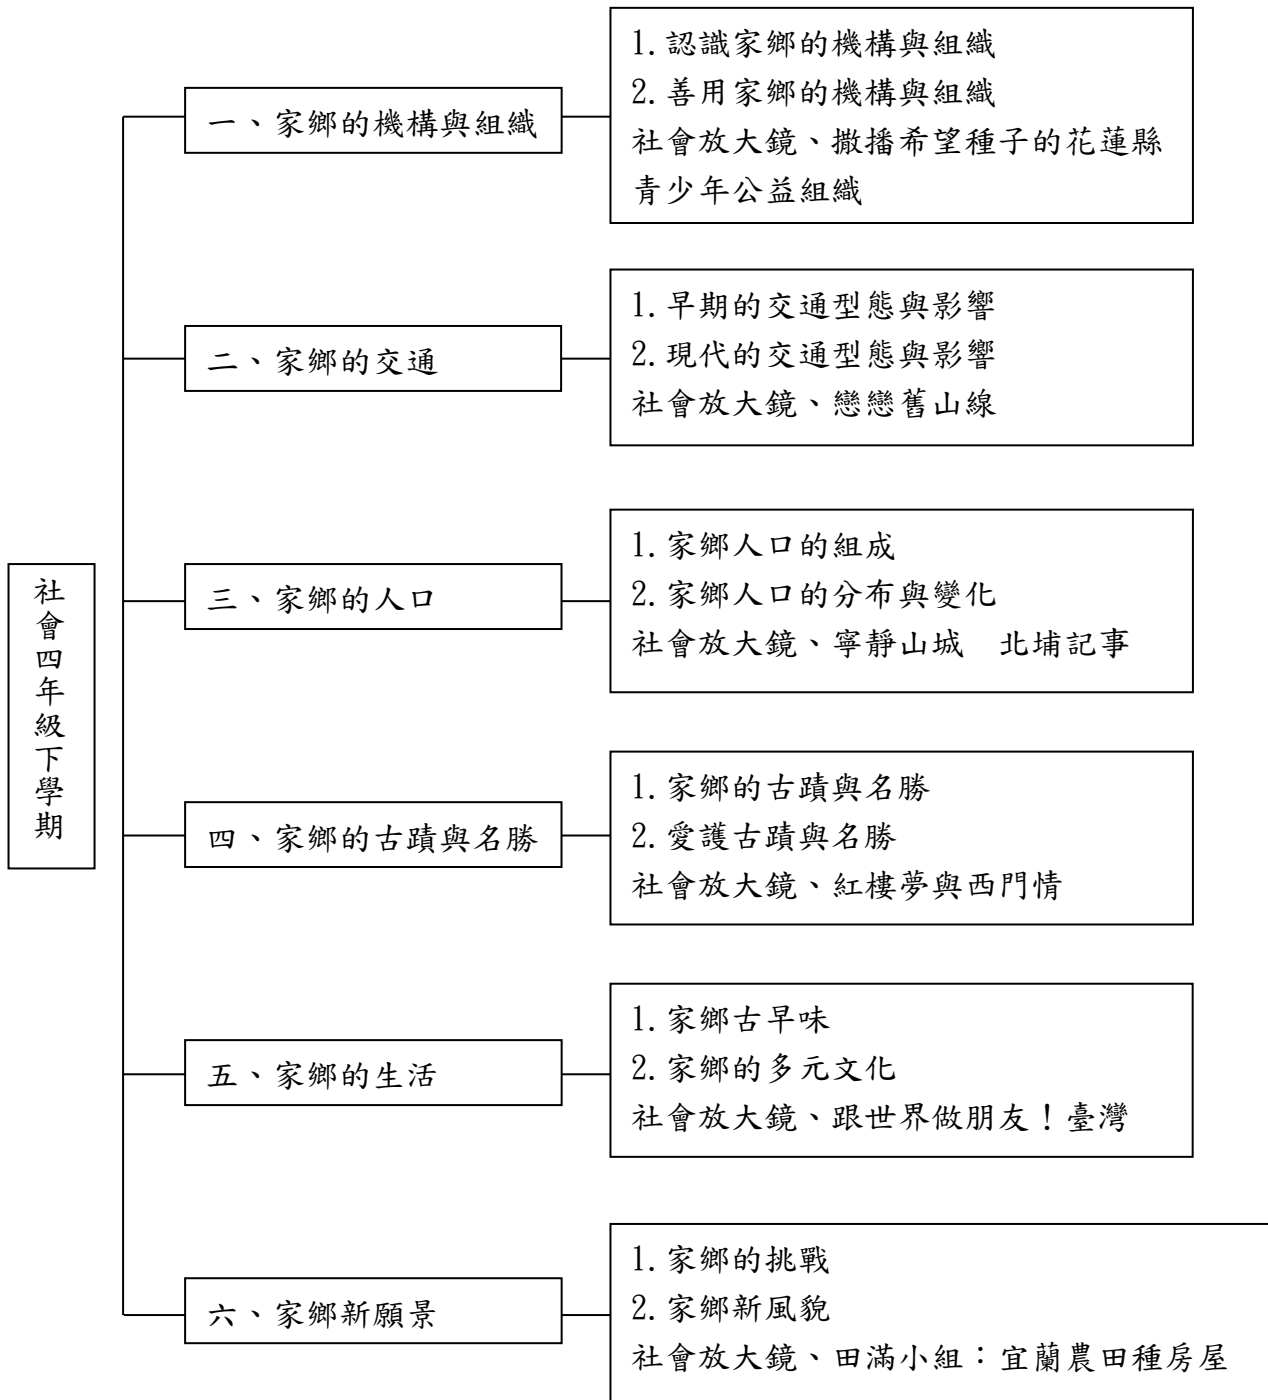 社會四年級下學期
一、家鄉的機構與組織
1.認識家鄉的機構與組織
2.善用家鄉的機構與組織
社會放大鏡、撒播希望種子的花蓮縣
青少年公益組織
二、家鄉的交通
1.早期的交通型態與影響
2.現代的交通型態與影響
社會放大鏡、戀戀舊山線
三、家鄉的人口
1.家鄉人口的組成
2.家鄉人口的分布與變化
社會放大鏡、寧靜山城　北埔記事
四、家鄉的古蹟與名勝
1.家鄉的古蹟與名勝
2.愛護古蹟與名勝
社會放大鏡、紅樓夢與西門情
五、家鄉的生活
1.家鄉古早味
2.家鄉的多元文化
社會放大鏡、跟世界做朋友！臺灣
六、家鄉新願景
1.家鄉的挑戰
2.家鄉新風貌
社會放大鏡、田滿小組：宜蘭農田種房屋